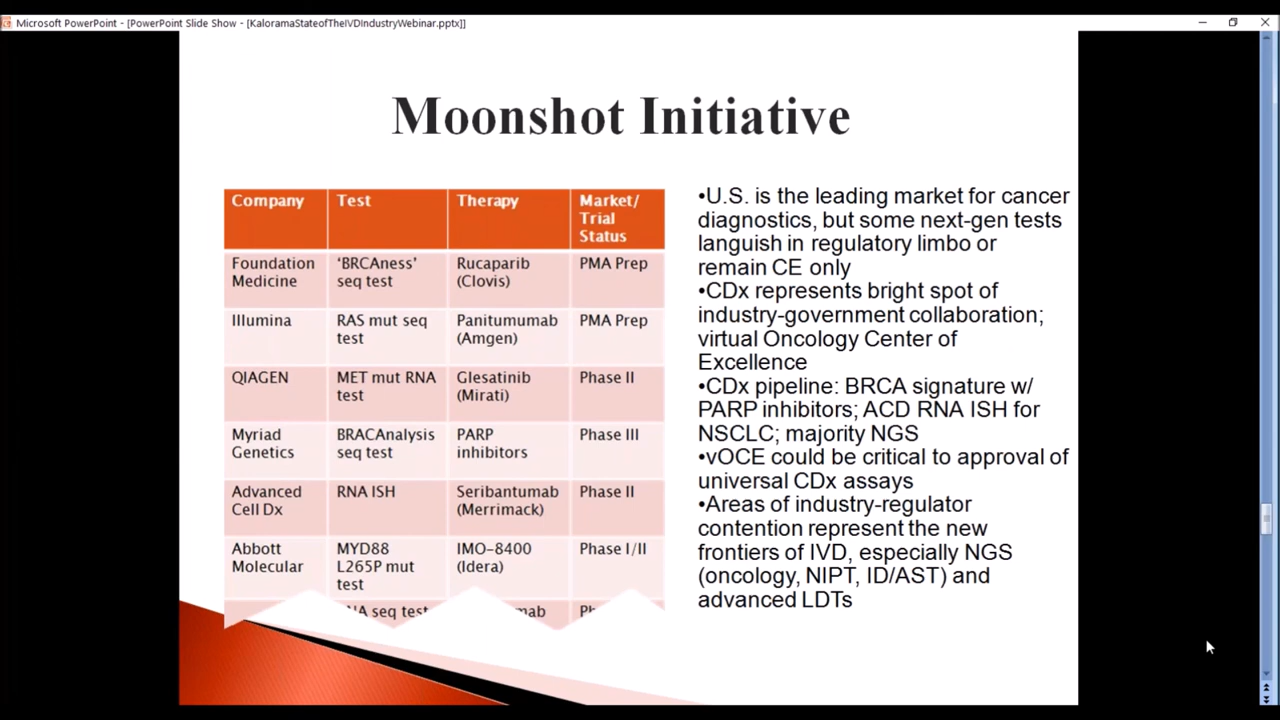 Microsoft PowerPoint - [PowerPoint Slide Show - [KaloramaStateofTheIVDIndustryWebinar.pptx]]
Moonshot Initiative
Company Test Therapy Market/
Trial
Status
Foundation ‘BRCAness’ Rucaparib PMA Prep
Medicine seq test (Clovis)
Illumina RAS mut seq Panitumumab PMA Prep
test (Amgen)
QIAGEN MET mut RNA Glesatinib Phase II
test (Mirati)
Myriad BRACAnalysis PARP Phase III
Genetics seq test inhibitors
Advanced RNA ISH Seribantumab Phase II
Cell Dx (Merrimack)
Abbott MYD88 IMO-8400 Phase I/II
Molecular L265P mut (Idera)
test
seq test
•U.S. is the leading market for cancer
diagnostics, but some next-gen tests
languish in regulatory limbo or
remain CE only
•CDx represents bright spot of
industry-government collaboration;
virtual Oncology Center of
Excellence
•CDx pipeline: BRCA signature w/
PARP inhibitors; ACD RNA ISH for
NSCLC; majority NGS
•vOCE could be critical to approval of
universal CDx assays
•Areas of industry-regulator
contention represent the new
frontiers of IVD, especially NGS
(oncology, NIPT, ID/AST) and
advanced LDTs